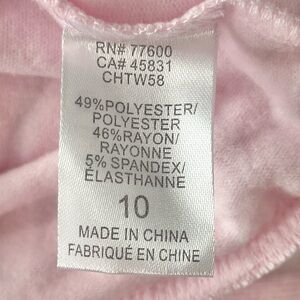 RN# 77600
CA# 45831
CHTW58
49%POLYESTER/
POLYESTER
46%RAYON/
RAYONNE
5% SPANDEX/
ÉLASTHANNE
10
MADE IN CHINA
FABRIQUÉ EN CHINE